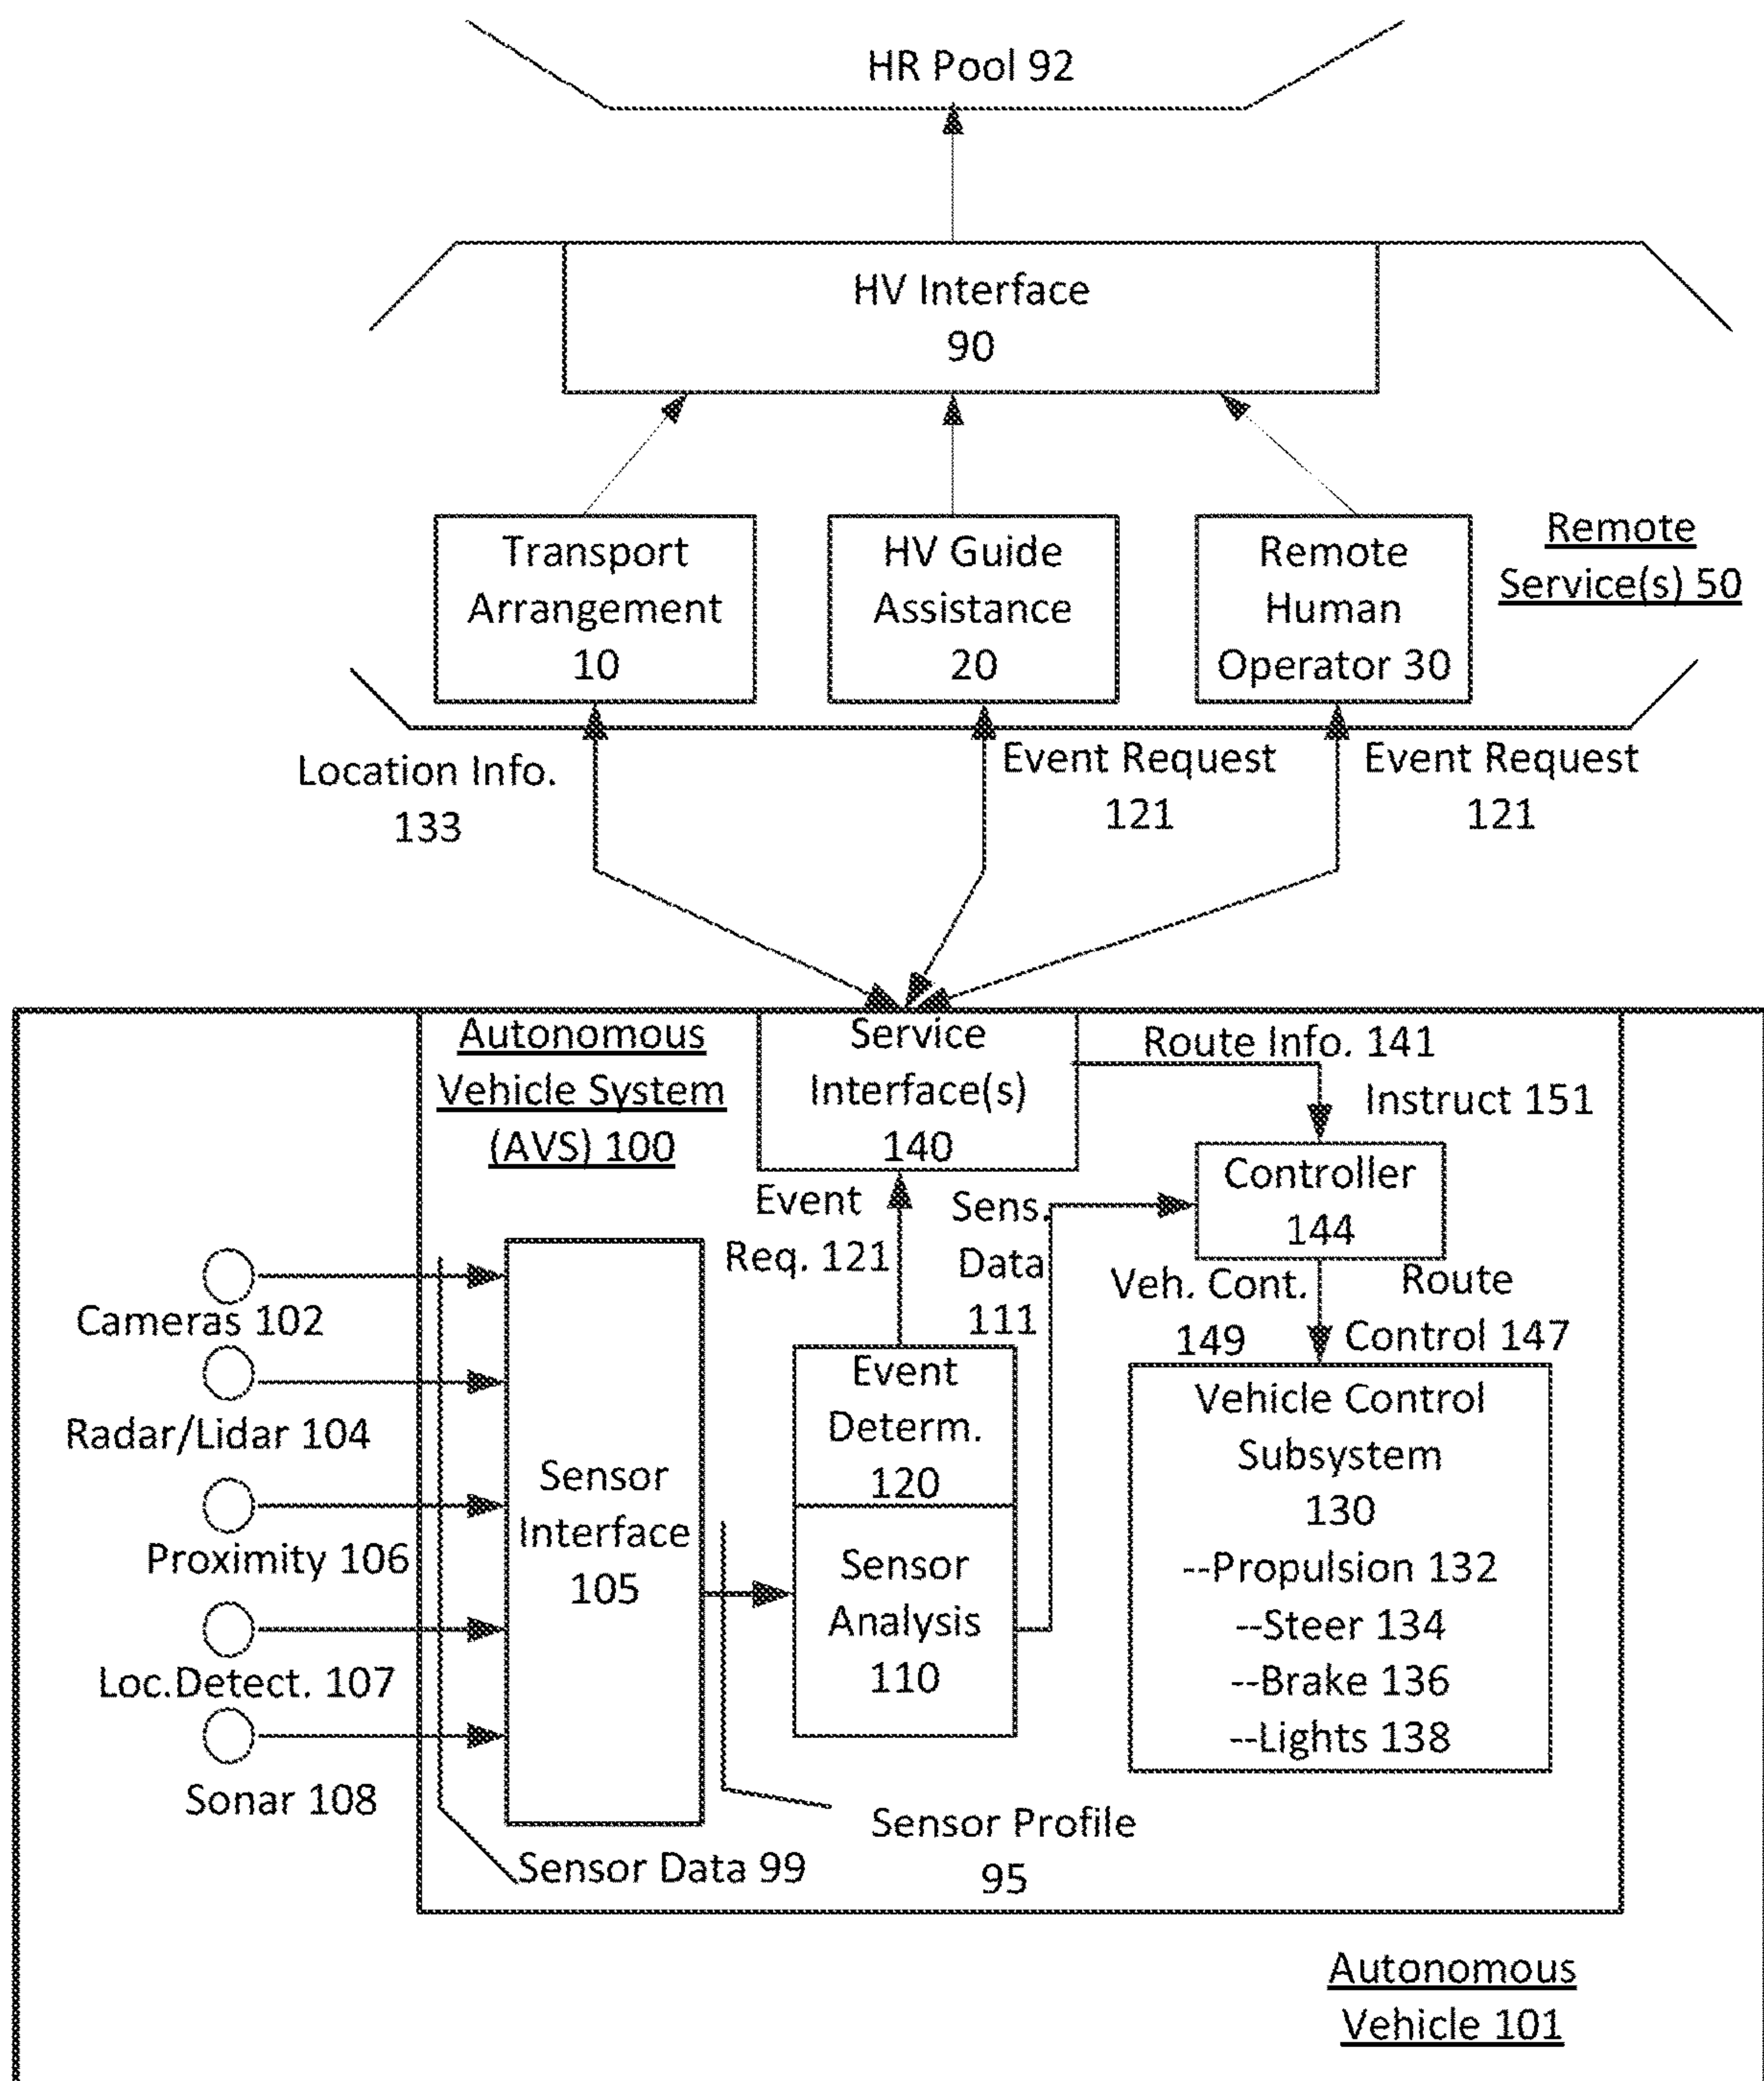 HR Pool 92
HV Interface
90
Transport
Arrangement
10
HV Guide
Assistance
20
Remote
Human
Operator 30
Remote
Service(s) 50
Location Info.
133
Event Request
121
Event Request
121
Autonomous
Vehicle System
(AVS) 100
Service
Interface(s)
140
Route Info. 141
Instruct 151
Controller
144
Event
Req. 121
Sens.
Data
111
Veh. Cont.
149
Route
Control 147
Cameras 102
Radar/Lidar 104
Proximity 106
Loc.Detect. 107
Sonar 108
Sensor
Interface
105
Event
Determ.
120
Sensor
Analysis
110
Vehicle Control
Subsystem
130
--Propulsion 132
--Steer 134
--Brake 136
--Lights 138
Sensor Profile
95
Sensor Data 99
Autonomous
Vehicle 101